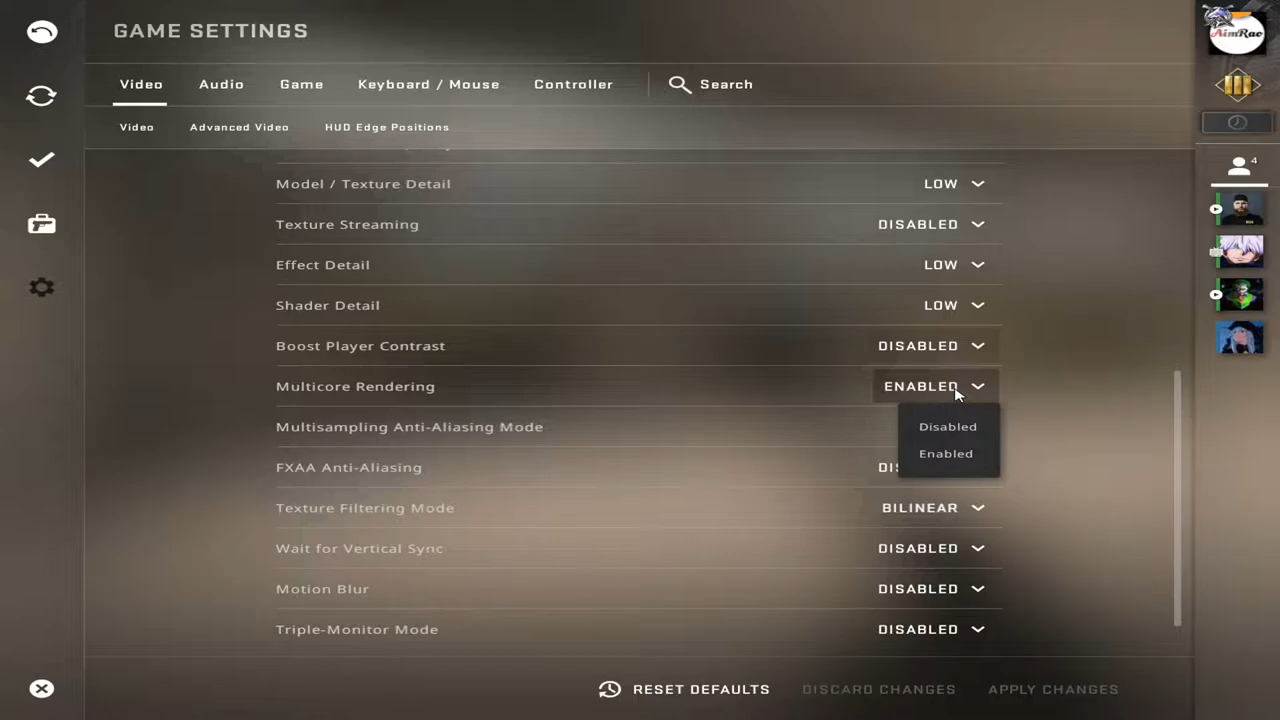 GAME SETTINGS
AimRac
Video Audio Game Keyboard / Mouse Controller Search
Video Advanced Video HUD Edge Positions
4
Model / Texture Detail LOW
Texture Streaming DISABLED
Effect Detail LOW
Shader Detail LOW
Boost Player Contrast DISABLED
Multicore Rendering ENABLED
Disabled
Enabled
Multisampling Anti-Aliasing Mode
FXAA Anti-Aliasing DIS
Texture Filtering Mode BILINEAR
Wait for Vertical Sync DISABLED
Motion Blur DISABLED
Triple-Monitor Mode DISABLED
RESET DEFAULTS DISCARD CHANGES APPLY CHANGES